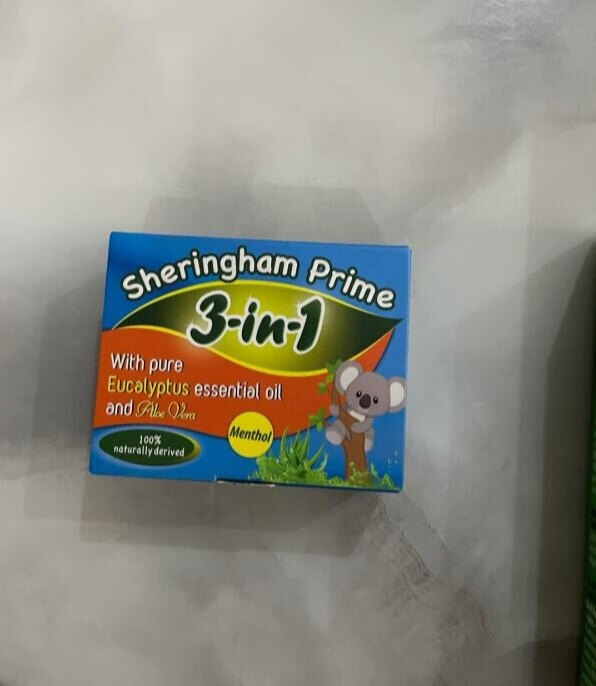 Sheringham Prime
3-in-1
With pure
Eucalyptus essential oil
and Aloe Vera
Menthol
100%
naturally derived